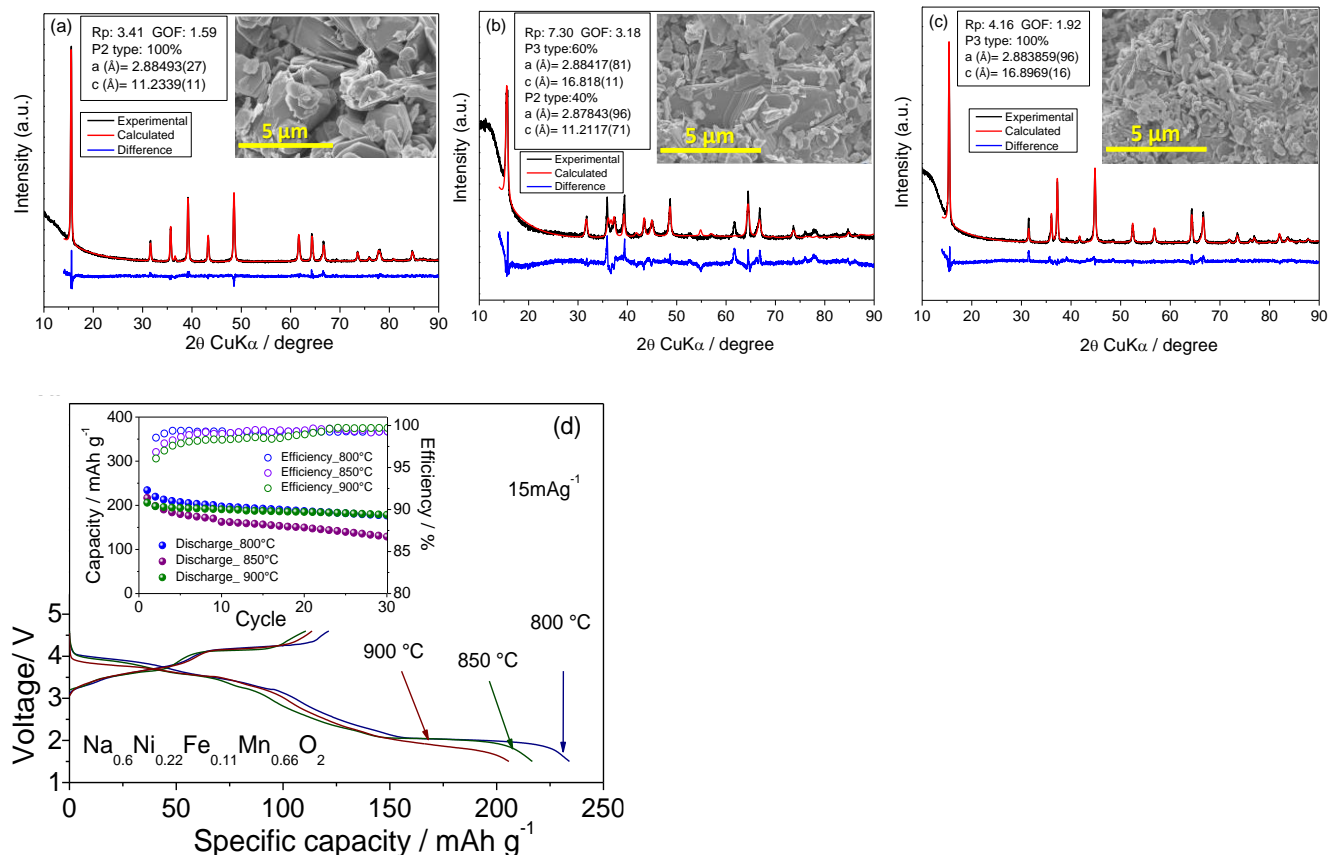 (a)
Rp: 3.41 GOF: 1.59
P2 type: 100%
a (Å)= 2.88493(27)
c (Å)= 11.2339(11)
Experimental
Calculated
Difference
5 µm
Intensity (a.u.)
10 20 30 40 50 60 70 80 90
2θ CuKα / degree
(b)
Rp: 7.30 GOF: 3.18
P3 type:60%
a (Å)= 2.88417(81)
c (Å)= 16.818(11)
P2 type:40%
a (Å)= 2.87843(96)
c (Å)= 11.2117(71)
Experimental
Calculated
Difference
5 µm
Intensity (a.u.)
10 20 30 40 50 60 70 80 90
2θ CuKα / degree
(c)
Rp: 4.16 GOF: 1.92
P3 type: 100%
a (Å)= 2.883859(96)
c (Å)= 16.8969(16)
Experimental
Calculated
Difference
5 µm
Intensity (a.u.)
10 20 30 40 50 60 70 80 90
2θ CuKα / degree
(d)
15mAg⁻¹
400
350
300
250
200
150
100
50
0
Capacity / mAh g⁻¹
100
95
90
85
80
Efficiency / %
Efficiency_800°C
Efficiency_850°C
Efficiency_900°C
Discharge_800°C
Discharge_ 850°C
Discharge_ 900°C
0 10 20 30
Cycle
5
4
3
2
1
Voltage/ V
900 °C
850 °C
800 °C
Na0.6Ni0.22Fe0.11Mn0.66O2
0 50 100 150 200 250
Specific capacity / mAh g⁻¹